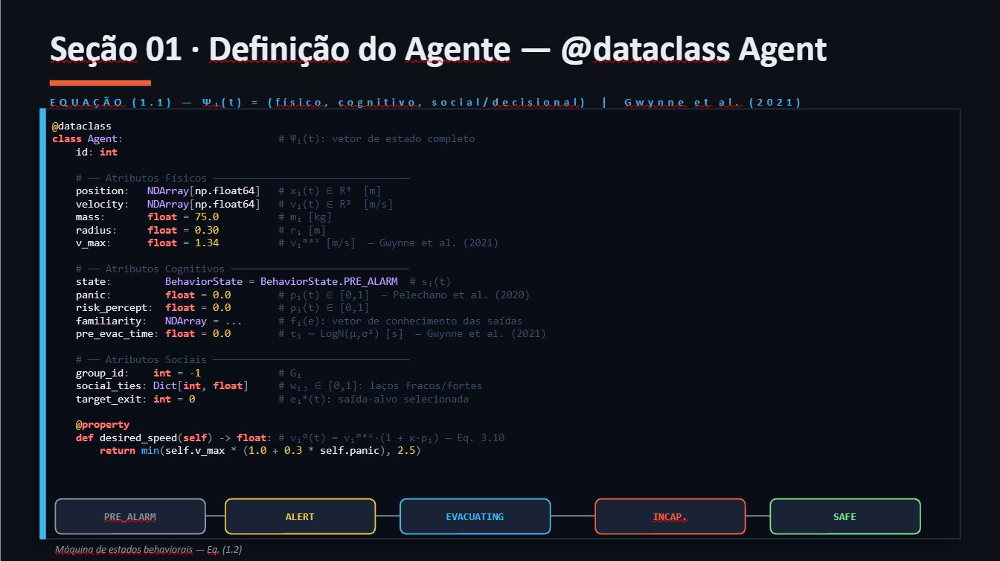 Seção 01 · Definição do Agente — @dataclass Agent
EQUAÇÃO (1.1) — Ψᵢ(t) = (físico, cognitivo, social/decisional) | Gwynne et al. (2021)
@dataclass
class Agent: # Ψᵢ(t): vetor de estado completo
id: int
# —— Atributos Físicos ─────────────────────────────────
position: NDArray[np.float64] # xᵢ(t) ∈ R³ [m]
velocity: NDArray[np.float64] # vᵢ(t) ∈ R³ [m/s]
mass: float = 75.0 # mᵢ [kg]
radius: float = 0.30 # rᵢ [m]
v_max: float = 1.34 # vᵢᵐᵃˣ [m/s] — Gwynne et al. (2021)
# —— Atributos Cognitivos ──────────────────────────────
state: BehaviorState = BehaviorState.PRE_ALARM # sᵢ(t)
panic: float = 0.0 # pᵢ(t) ∈ [0,1] — Pelechano et al. (2020)
risk_percept: float = 0.0 # ρᵢ(t) ∈ [0,1]
familiarity: NDArray = ... # fᵢ(e): vetor de conhecimento das saídas
pre_evac_time: float = 0.0 # τᵢ ~ LogN(μ,σ²) [s] — Gwynne et al. (2021)
# —— Atributos Sociais ─────────────────────────────────
group_id: int = -1 # Gᵢ
social_ties: Dict[int, float] # wᵢⱼ ∈ [0,1]: laços fracos/fortes
target_exit: int = 0 # eᵢ*(t): saída-alvo selecionada
@property
def desired_speed(self) -> float: # vᵢ⁰(t) = vᵢᵐᵃˣ·(1 + κ·pᵢ) — Eq. 3.10
return min(self.v_max * (1.0 + 0.3 * self.panic), 2.5)
PRE_ALARM ALERT EVACUATING INCAP. SAFE
Máquina de estados behaviorais — Eq. (1.2)